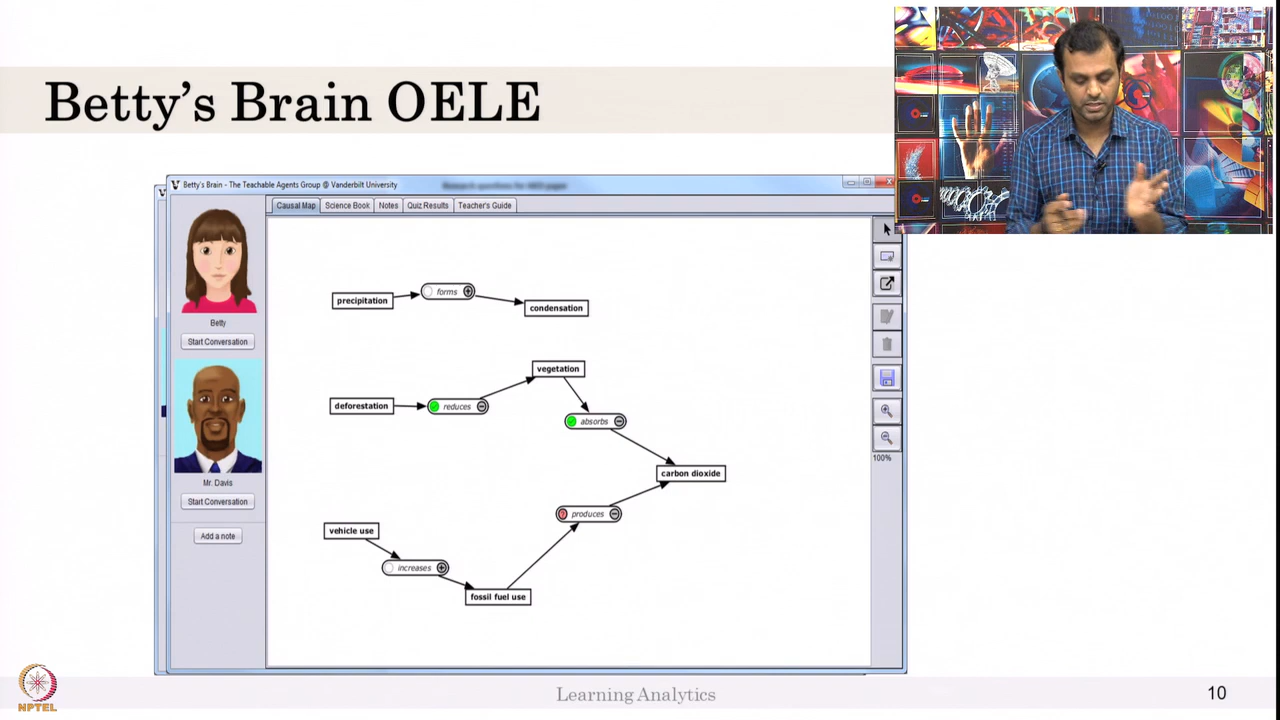 Betty's Brain OELE
Betty's Brain - The Teachable Agents Group @ Vanderbilt University
Causal Map
Science Book
Notes
Quiz Results
Teacher's Guide
Betty
Start Conversation
Mr. Davis
Start Conversation
Add a note
precipitation
forms
condensation
vegetation
deforestation
reduces
absorbs
carbon dioxide
produces
vehicle use
increases
fossil fuel use
100%
NPTEL
Learning Analytics
10